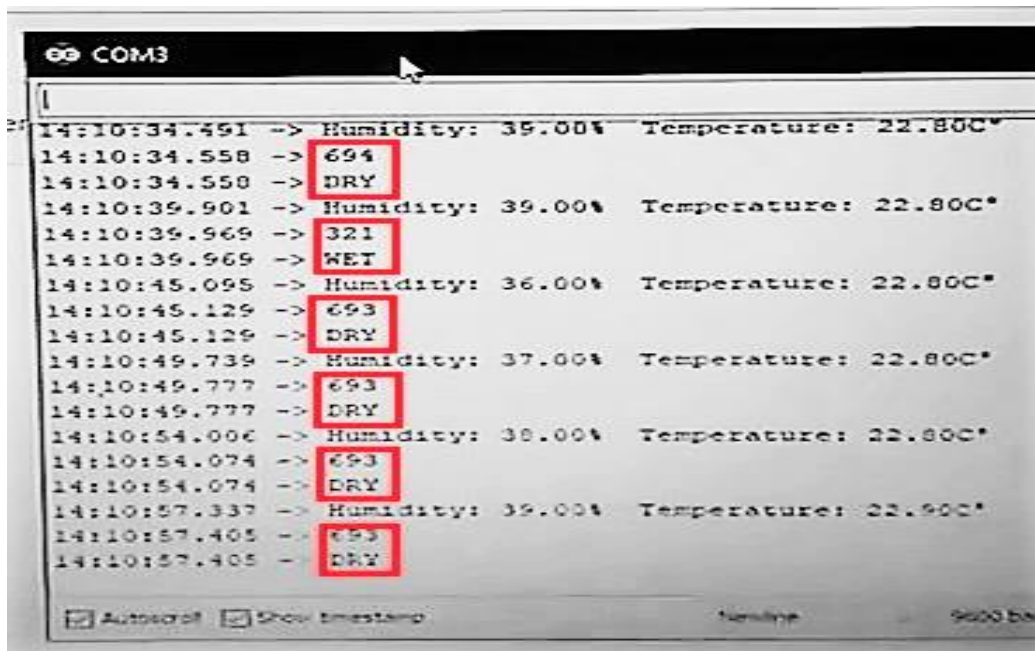 COM3
14:10:34.491 -> Humidity: 39.00% Temperature: 22.80C°
14:10:34.558 -> 694
14:10:34.558 -> DRY
14:10:39.901 -> Humidity: 39.00% Temperature: 22.80C°
14:10:39.969 -> 321
14:10:39.969 -> WET
14:10:45.095 -> Humidity: 36.00% Temperature: 22.80C°
14:10:45.129 -> 693
14:10:45.129 -> DRY
14:10:49.739 -> Humidity: 37.00% Temperature: 22.80C°
14:10:49.777 -> 693
14:10:49.777 -> DRY
14:10:54.006 -> Humidity: 38.00% Temperature: 22.80C°
14:10:54.074 -> 693
14:10:54.074 -> DRY
14:10:57.337 -> Humidity: 39.00% Temperature: 22.90C°
14:10:57.405 -> 693
14:10:57.405 -> DRY
Autoscroll Show timestamp Newline 9600